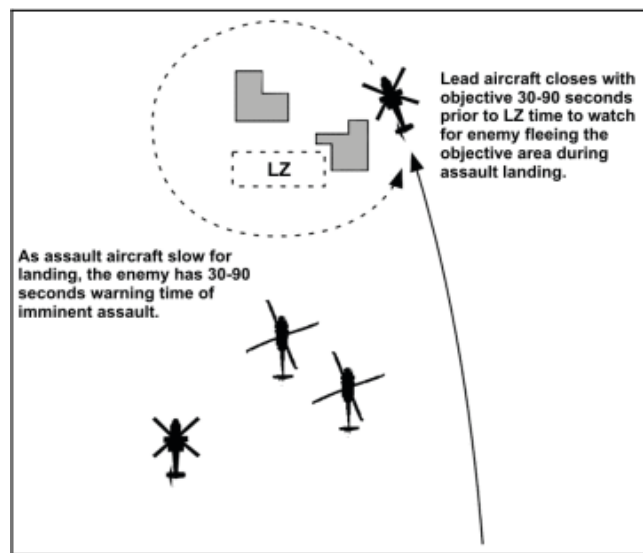 Lead aircraft closes with
objective 30-90 seconds
prior to LZ time to watch
for enemy fleeing the
objective area during
assault landing.
LZ
As assault aircraft slow for
landing, the enemy has 30-90
seconds warning time of
imminent assault.